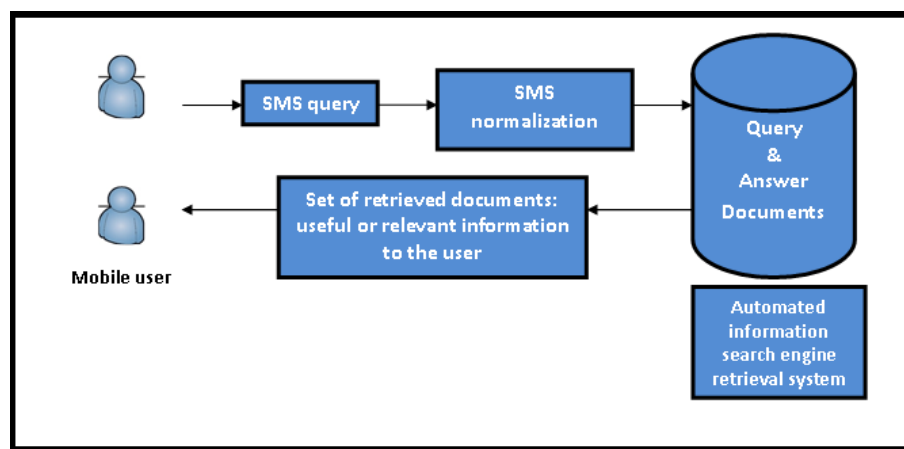 SMS query
SMS
normalization
Query
&
Answer
Documents
Set of retrieved documents:
useful or relevant information
to the user
Mobile user
Automated
information
search engine
retrieval system